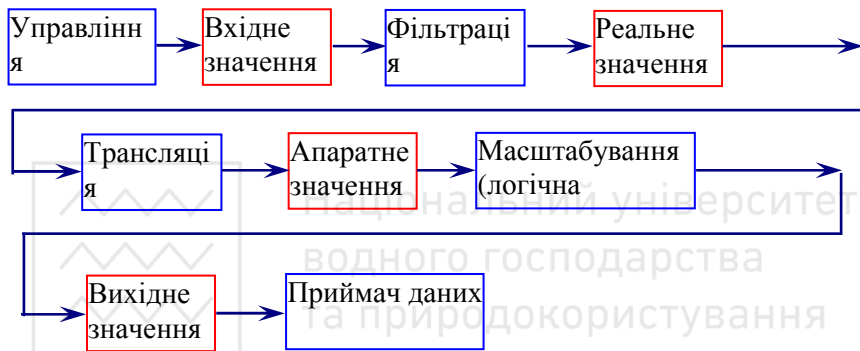 Управлінн
я
Вхідне
значення
Фільтраці
я
Реальне
значення
Трансляці
я
Апаратне
значення
Масштабування
(логічна
Національний університет
водного господарства
та природокористування
Вихідне
значення
Приймач даних